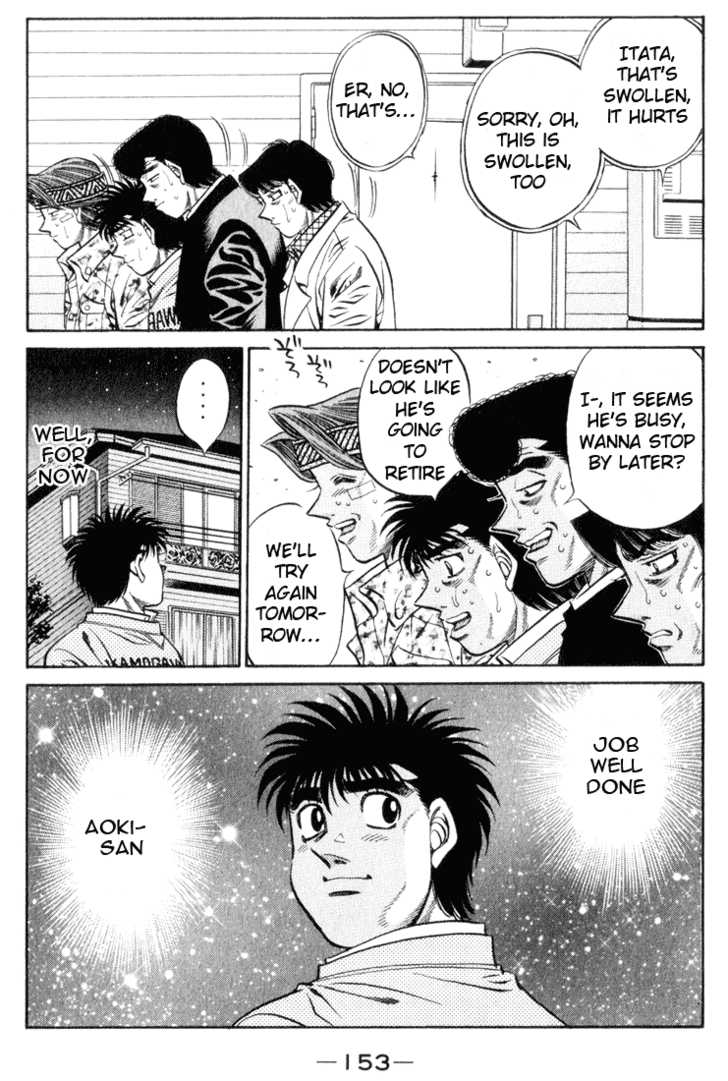 ITATA,
THAT'S
SWOLLEN,
IT HURTS
SORRY, OH,
THIS IS
SWOLLEN,
TOO
ER, NO,
THAT'S...
I-, IT SEEMS
HE'S BUSY,
WANNA STOP
BY LATER?
DOESN'T
LOOK LIKE
HE'S
GOING
TO
RETIRE
WE'LL
TRY
AGAIN
TOMOR-
ROW...
...
WELL,
FOR
NOW
KAMOGAW
JOB
WELL
DONE
AOKI-
SAN
—153—